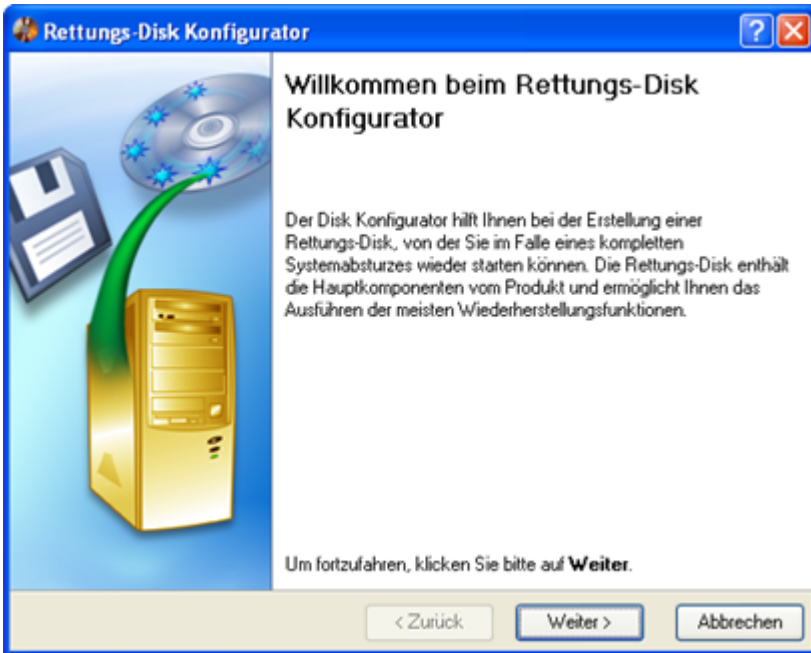 Rettungs-Disk Konfigurator
Willkommen beim Rettungs-Disk
Konfigurator
Der Disk Konfigurator hilft Ihnen bei der Erstellung einer
Rettungs-Disk, von der Sie im Falle eines kompletten
Systemabsturzes wieder starten können. Die Rettungs-Disk enthält
die Hauptkomponenten vom Produkt und ermöglicht Ihnen das
Ausführen der meisten Wiederherstellungsfunktionen.
Um fortzufahren, klicken Sie bitte auf Weiter.
< Zurück Weiter > Abbrechen